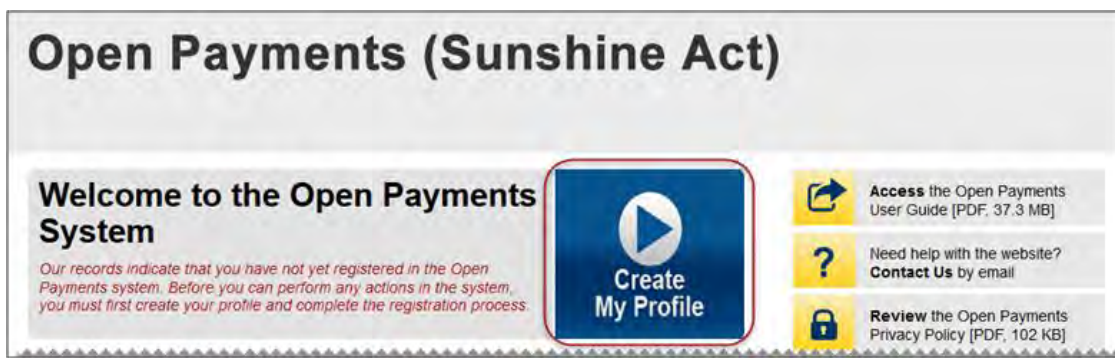 Open Payments (Sunshine Act)
Welcome to the Open Payments
System
Our records indicate that you have not yet registered in the Open
Payments system. Before you can perform any actions in the system,
you must first create your profile and complete the registration process.
Create
My Profile
Access the Open Payments
User Guide [PDF, 37.3 MB]
?
Need help with the website?
Contact Us by email
Review the Open Payments
Privacy Policy [PDF, 102 KB]